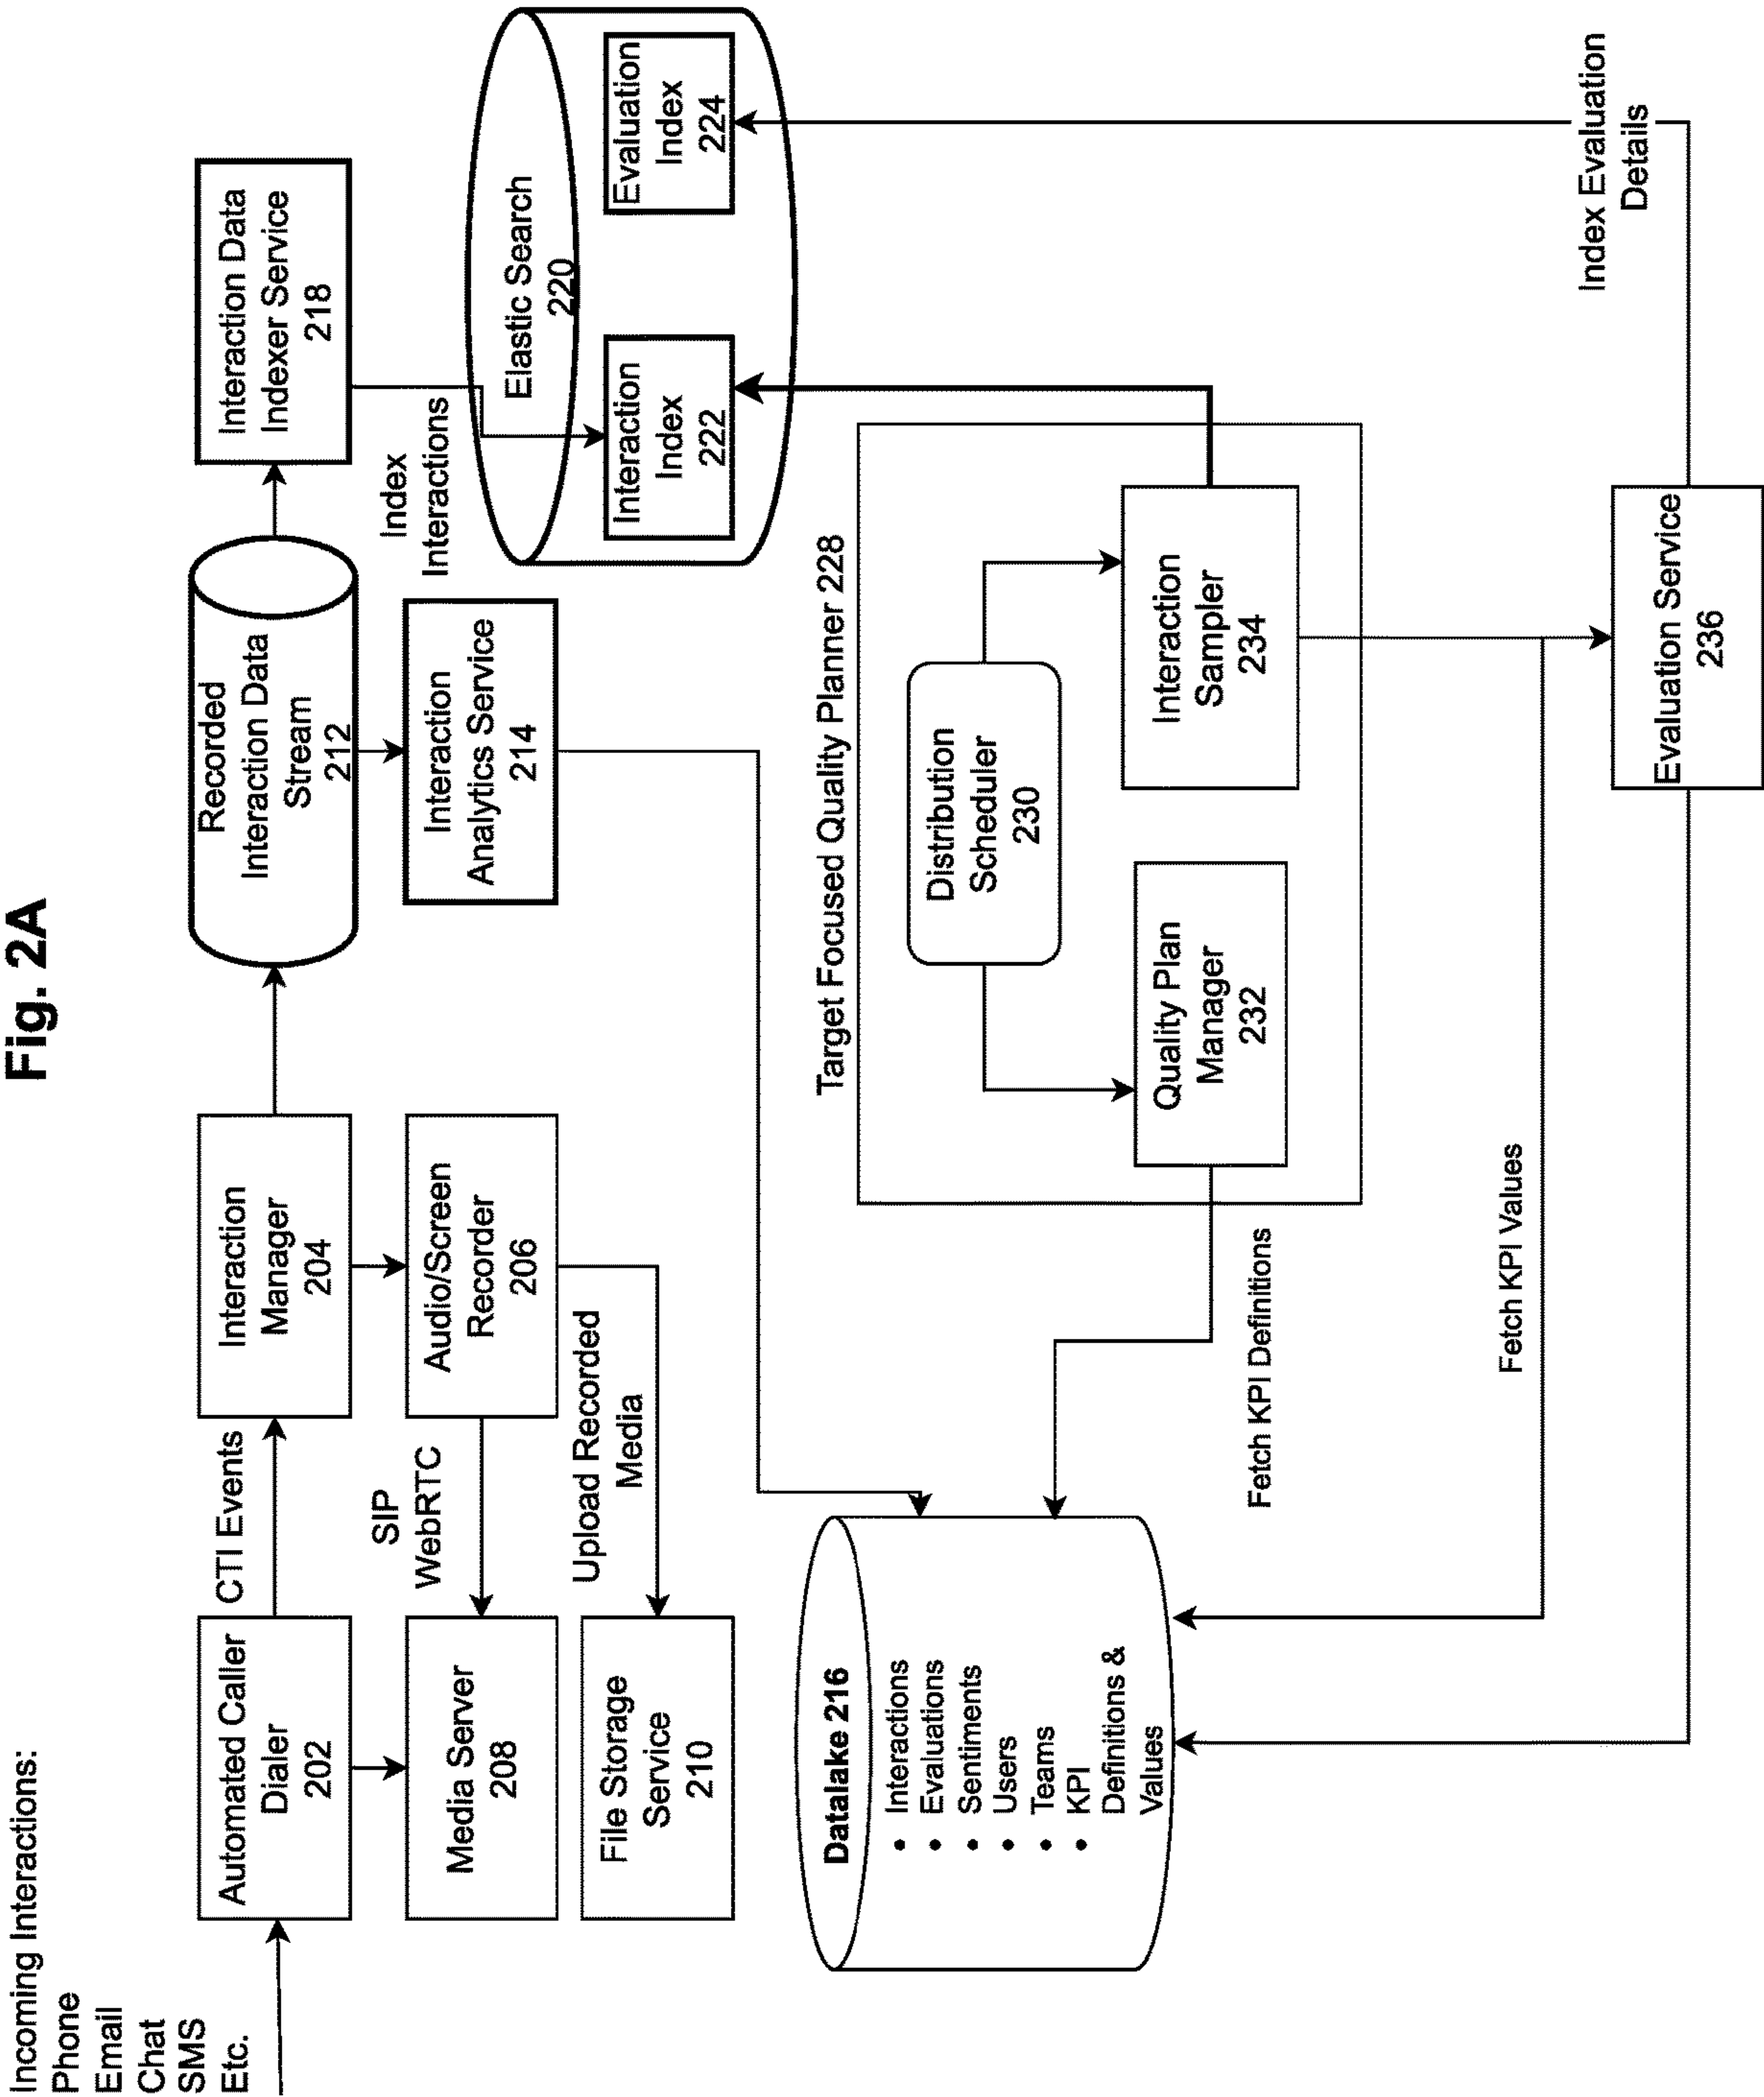 Fig. 2A
Incoming Interactions:
Phone
Email
Chat
SMS
Etc.
Automated Caller
Dialer
202
CTI Events
Interaction
Manager
204
Recorded
Interaction Data
Stream
212
Interaction Data
Indexer Service
218
Media Server
208
SIP
WebRTC
Audio/Screen
Recorder
206
Interaction
Analytics Service
214
Index
Interactions
File Storage
Service
210
Upload Recorded
Media
Elastic Search
220
Interaction
Index
222
Evaluation
Index
224
Datalake 216
• Interactions
• Evaluations
• Sentiments
• Users
• Teams
• KPI
Definitions &
Values
Target Focused Quality Planner 228
Distribution
Scheduler
230
Quality Plan
Manager
232
Interaction
Sampler
234
Fetch KPI Definitions
Fetch KPI Values
Evaluation Service
236
Index Evaluation
Details